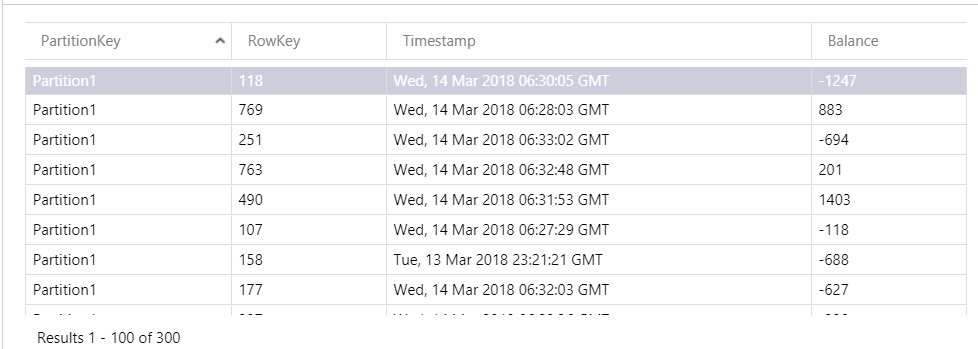 PartitionKey RowKey Timestamp Balance
Partition1 118 Wed, 14 Mar 2018 06:30:05 GMT -1247
Partition1 769 Wed, 14 Mar 2018 06:28:03 GMT 883
Partition1 251 Wed, 14 Mar 2018 06:33:02 GMT -694
Partition1 763 Wed, 14 Mar 2018 06:32:48 GMT 201
Partition1 490 Wed, 14 Mar 2018 06:31:53 GMT 1403
Partition1 107 Wed, 14 Mar 2018 06:27:29 GMT -118
Partition1 158 Tue, 13 Mar 2018 23:21:21 GMT -688
Partition1 177 Wed, 14 Mar 2018 06:32:03 GMT -627
Results 1 - 100 of 300